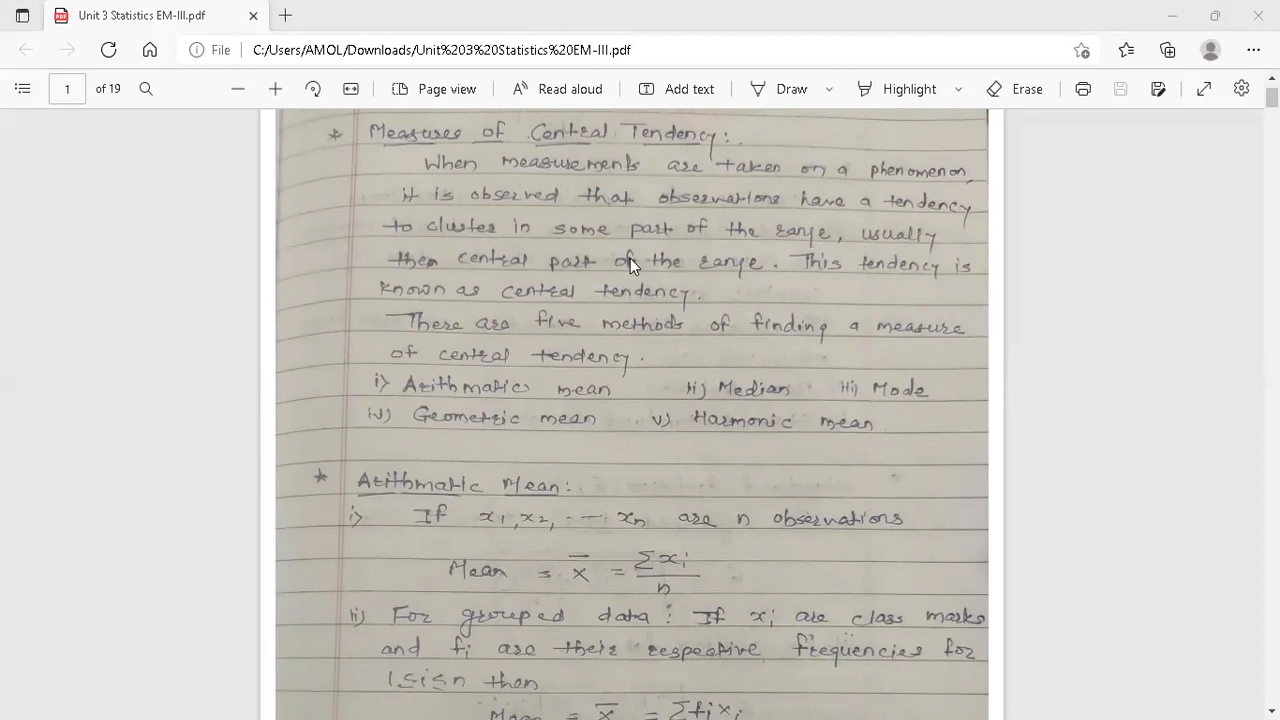 Unit 3 Statistics EM-III.pdf
File C:/Users/AMOL/Downloads/Unit%203%20Statistics%20EM-III.pdf
1 of 19 Page view Read aloud Add text Draw Highlight Erase
* Measures of Central Tendency:.
When measurements are taken on a phenomenon,
it is observed that observations have a tendency
to cluster in some part of the range, usually
then central part of the range. This tendency is
known as central tendency.
There are five methods of finding a measure
of central tendency.
i) Arithmatic mean ii) Median iii) Mode
iv) Geometric mean v) Harmonic mean
* Arithmatic Mean:.
i) If x₁,x₂, ---- xₙ are n observations
Mean = x̄ = Σxᵢ / n
ii) For grouped data : If xᵢ are class marks
and fᵢ are their respective frequencies for
1≤i≤n then
Mean = x̄ = Σfᵢxᵢ